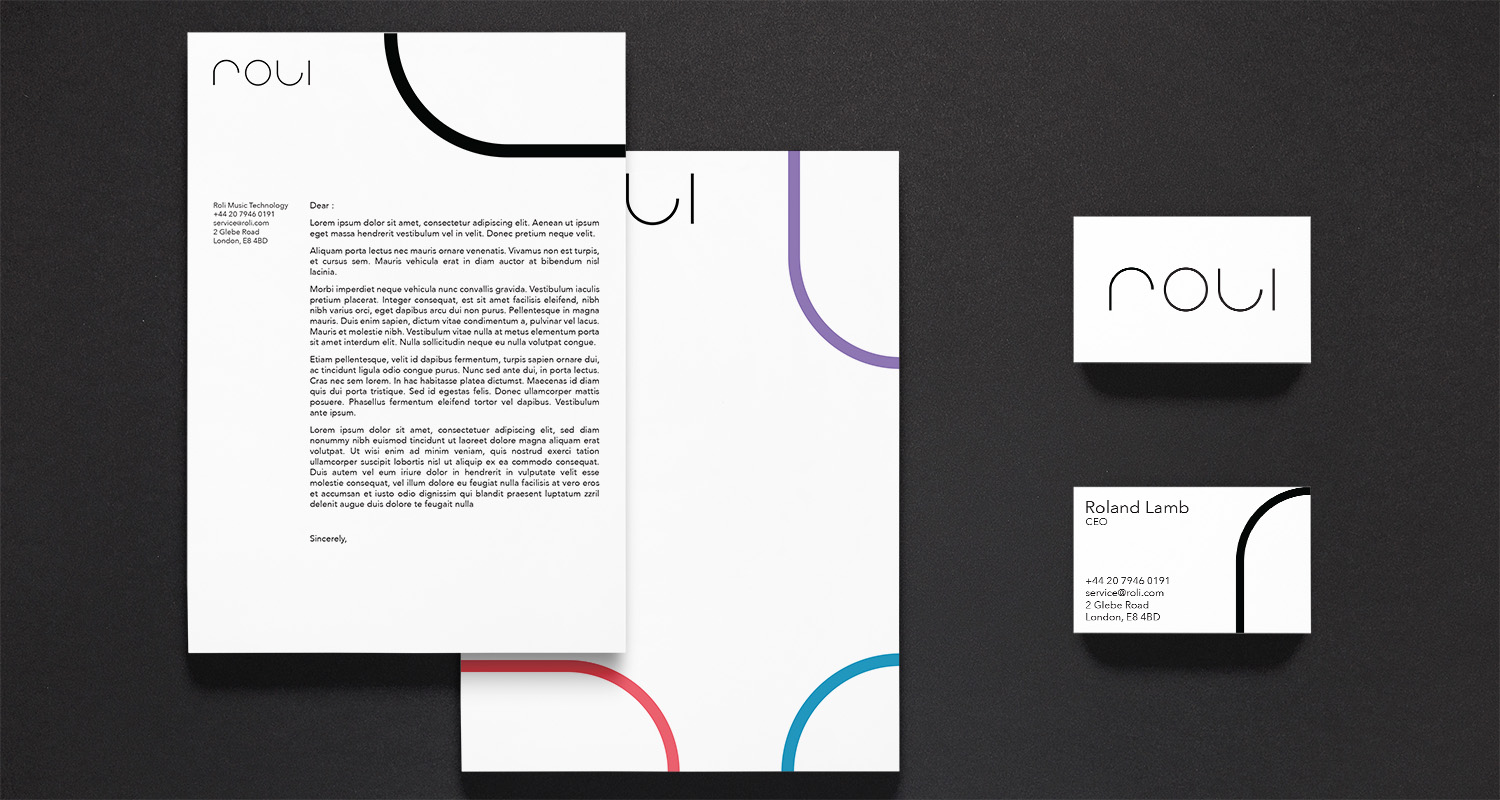 roli
Roli Music Technology
+44 20 7946 0191
service@roli.com
2 Glebe Road
London, E8 4BD
Dear :
Lorem ipsum dolor sit amet, consectetur adipiscing elit. Aenean ut ipsum
eget massa hendrerit vestibulum vel in velit. Donec pretium neque velit.
Aliquam porta lectus nec mauris ornare venenatis. Vivamus non est turpis,
et cursus sem. Mauris vehicula erat in diam auctor at bibendum nisl
lacinia.
Morbi imperdiet neque vehicula nunc convallis gravida. Vestibulum iaculis
pretium placerat. Integer consequat, est sit amet facilisis eleifend, nibh
nibh varius orci, eget dapibus arcu dui non purus. Pellentesque in magna
mauris. Duis enim sapien, dictum vitae condimentum a, pulvinar vel lacus.
Mauris et molestie nibh. Vestibulum vitae nulla at metus elementum porta
sit amet interdum elit. Nulla sollicitudin neque eu nulla volutpat congue.
Etiam pellentesque, velit id dapibus fermentum, turpis sapien ornare dui,
ac tincidunt ligula odio congue purus. Nunc sed ante dui, in porta lectus.
Cras nec sem lorem. In hac habitasse platea dictumst. Maecenas id diam
quis dui porta tristique. Sed id egestas felis. Donec ullamcorper mattis
posuere. Phasellus fermentum eleifend tortor vel dapibus. Vestibulum
ante ipsum.
Lorem ipsum dolor sit amet, consectetuer adipiscing elit, sed diam
nonummy nibh euismod tincidunt ut laoreet dolore magna aliquam erat
volutpat. Ut wisi enim ad minim veniam, quis nostrud exerci tation
ullamcorper suscipit lobortis nisl ut aliquip ex ea commodo consequat.
Duis autem vel eum iriure dolor in hendrerit in vulputate velit esse
molestie consequat, vel illum dolore eu feugiat nulla facilisis at vero eros
et accumsan et iusto odio dignissim qui blandit praesent luptatum zzril
delenit augue duis dolore te feugait nulla
Sincerely,
li
roli
Roland Lamb
CEO
+44 20 7946 0191
service@roli.com
2 Glebe Road
London, E8 4BD